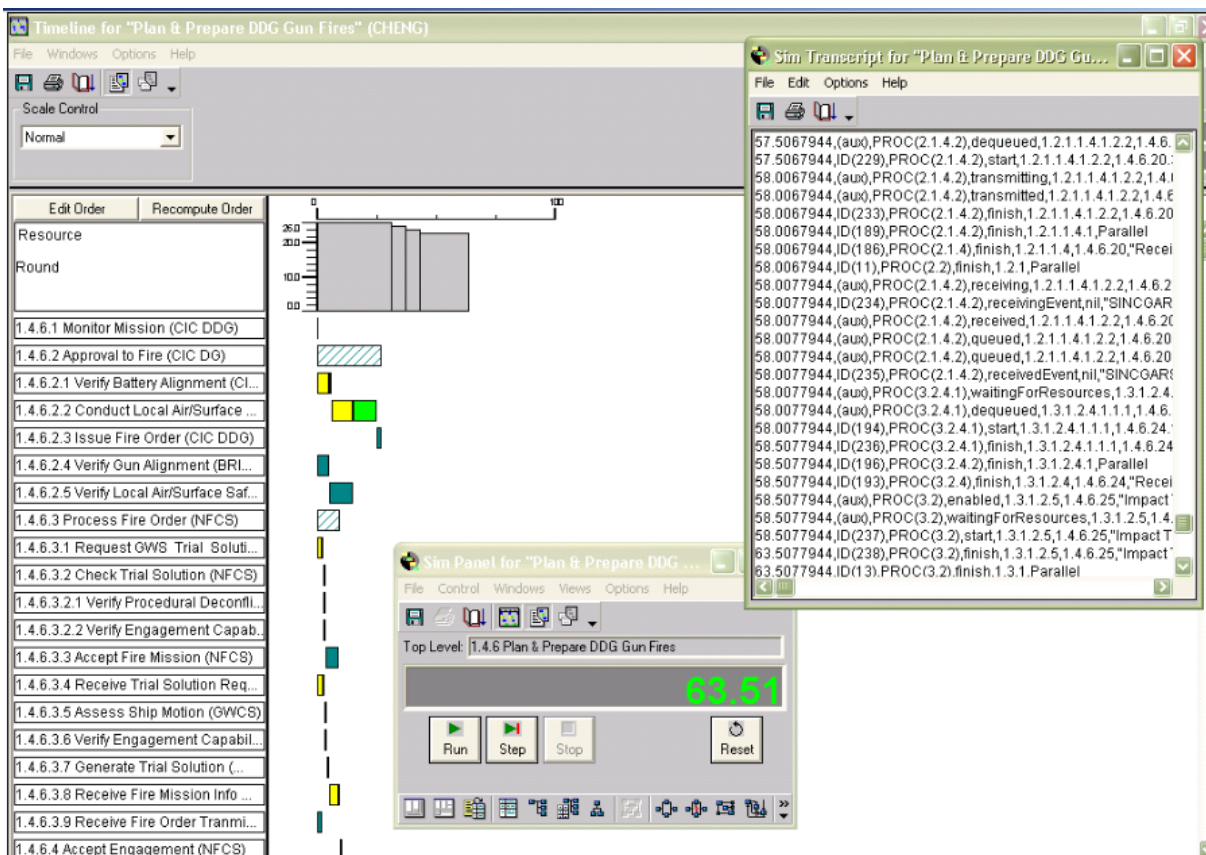 Timeline for "Plan & Prepare DDG Gun Fires" (CHENG)
File Windows Options Help
Scale Control
Normal
Edit Order Recompute Order
0 100
Resource
Round
26.0
20.0
10.0
0.0
1.4.6.1 Monitor Mission (CIC DDG)
1.4.6.2 Approval to Fire (CIC DG)
1.4.6.2.1 Verify Battery Alignment (CI...
1.4.6.2.2 Conduct Local Air/Surface ...
1.4.6.2.3 Issue Fire Order (CIC DDG)
1.4.6.2.4 Verify Gun Alignment (BRI...
1.4.6.2.5 Verify Local Air/Surface Saf...
1.4.6.3 Process Fire Order (NFCS)
1.4.6.3.1 Request GWS Trial Soluti...
1.4.6.3.2 Check Trial Solution (NFCS)
1.4.6.3.2.1 Verify Procedural Deconfli...
1.4.6.3.2.2 Verify Engagement Capab...
1.4.6.3.3 Accept Fire Mission (NFCS)
1.4.6.3.4 Receive Trial Solution Req...
1.4.6.3.5 Assess Ship Motion (GWCS)
1.4.6.3.6 Verify Engagement Capabil...
1.4.6.3.7 Generate Trial Solution (...
1.4.6.3.8 Receive Fire Mission Info ...
1.4.6.3.9 Receive Fire Order Tranmi...
1.4.6.4 Accept Engagement (NFCS)
Sim Transcript for "Plan & Prepare DDG Gu...
File Edit Options Help
57.5067944,(aux),PROC(2.1.4.2),dequeued,1.2.1.1.4.1.2.2,1.4.6.
57.5067944,ID(229),PROC(2.1.4.2),start,1.2.1.1.4.1.2.2,1.4.6.20.
58.0067944,(aux),PROC(2.1.4.2),transmitting,1.2.1.1.4.1.2.2,1.4.
58.0067944,(aux),PROC(2.1.4.2),transmitted,1.2.1.1.4.1.2.2,1.4.6
58.0067944,ID(233),PROC(2.1.4.2),finish,1.2.1.1.4.1.2.2,1.4.6.20
58.0067944,ID(189),PROC(2.1.4.2),finish,1.2.1.1.4.1,Parallel
58.0067944,ID(186),PROC(2.1.4),finish,1.2.1.1.4,1.4.6.20,"Recei
58.0067944,ID(11),PROC(2.2),finish,1.2.1,Parallel
58.0077944,(aux),PROC(2.1.4.2),receiving,1.2.1.1.4.1.2.2,1.4.6.2
58.0077944,ID(234),PROC(2.1.4.2),receivingEvent,nil,"SINCGAR
58.0077944,(aux),PROC(2.1.4.2),received,1.2.1.1.4.1.2.2,1.4.6.20
58.0077944,(aux),PROC(2.1.4.2),queued,1.2.1.1.4.1.2.2,1.4.6.20
58.0077944,(aux),PROC(2.1.4.2),queued,1.2.1.1.4.1.2.2,1.4.6.20
58.0077944,ID(235),PROC(2.1.4.2),receivedEvent,nil,"SINCGARS
58.0077944,(aux),PROC(3.2.4.1),waitingForResources,1.3.1.2.4.
58.0077944,(aux),PROC(3.2.4.1),dequeued,1.3.1.2.4.1.1.1,1.4.6.
58.0077944,ID(194),PROC(3.2.4.1),start,1.3.1.2.4.1.1.1,1.4.6.24.
58.5077944,ID(236),PROC(3.2.4.1),finish,1.3.1.2.4.1.1.1,1.4.6.24
58.5077944,ID(196),PROC(3.2.4.2),finish,1.3.1.2.4.1,Parallel
58.5077944,ID(193),PROC(3.2.4),finish,1.3.1.2.4,1.4.6.24,"Recei
58.5077944,(aux),PROC(3.2),enabled,1.3.1.2.5,1.4.6.25,"Impact
58.5077944,(aux),PROC(3.2),waitingForResources,1.3.1.2.5,1.4.
58.5077944,ID(237),PROC(3.2),start,1.3.1.2.5,1.4.6.25,"Impact T
63.5077944,ID(238),PROC(3.2),finish,1.3.1.2.5,1.4.6.25,"Impact
63.5077944,ID(13),PROC(3.2),finish,1.3.1,Parallel
Sim Panel for "Plan & Prepare DDG ...
File Control Windows Views Options Help
Top Level: 1.4.6 Plan & Prepare DDG Gun Fires
63.51
Run Step Stop Reset